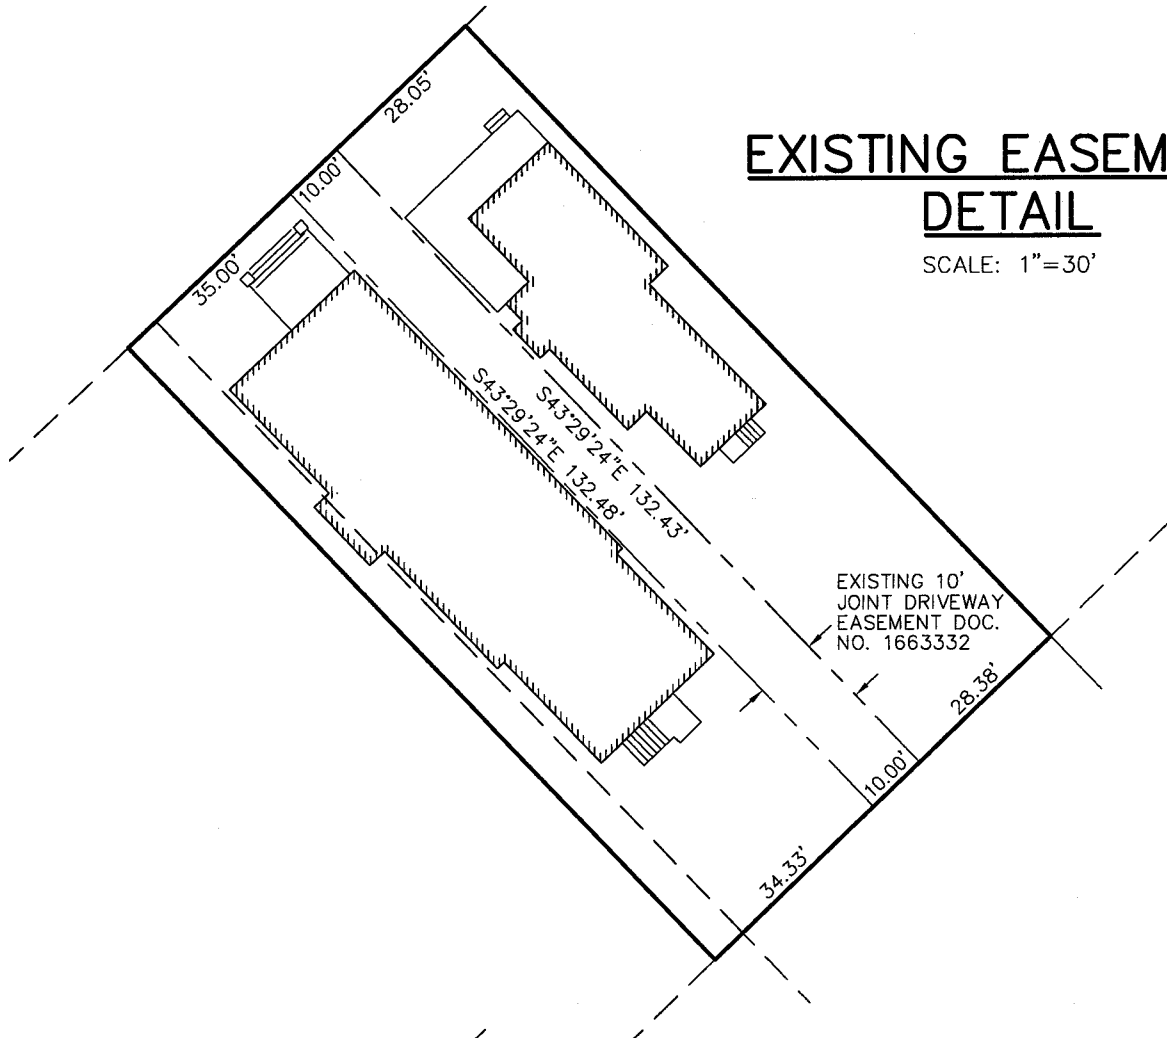 28.05'
10.00'
35.00'
EXISTING EASEM
DETAIL
SCALE: 1"=30'
S43°29'24"E 132.43'
S43°29'24"E 132.48'
EXISTING 10'
JOINT DRIVEWAY
EASEMENT DOC.
NO. 1663332
28.38'
10.00'
34.33'